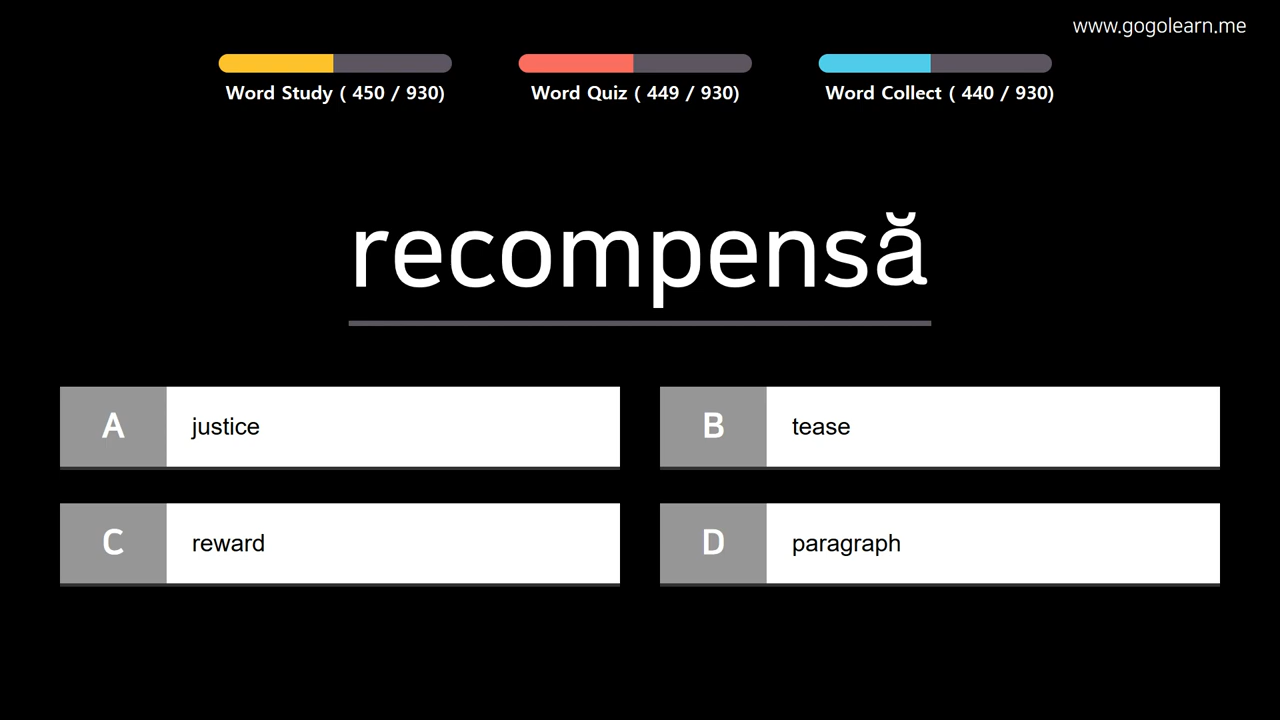 www.gogolearn.me
Word Study ( 450 / 930)
Word Quiz ( 449 / 930)
Word Collect ( 440 / 930)
recompensă
A justice
B tease
C reward
D paragraph